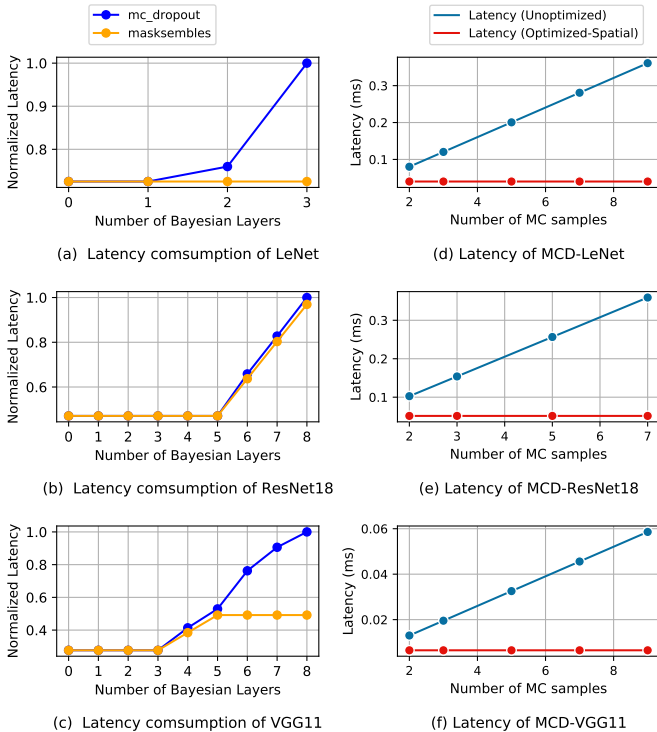 mc_dropout
masksembles
Normalized Latency
1.0
0.9
0.8
0 1 2 3
Number of Bayesian Layers
(a) Latency comsumption of LeNet
Latency (Unoptimized)
Latency (Optimized-Spatial)
Latency (ms)
0.3
0.2
0.1
2 4 6 8
Number of MC samples
(d) Latency of MCD-LeNet
Normalized Latency
1.0
0.8
0.6
0 1 2 3 4 5 6 7 8
Number of Bayesian Layers
(b) Latency comsumption of ResNet18
Latency (ms)
0.3
0.2
0.1
2 3 4 5 6 7
Number of MC samples
(e) Latency of MCD-ResNet18
Normalized Latency
1.0
0.8
0.6
0.4
0 1 2 3 4 5 6 7 8
Number of Bayesian Layers
(c) Latency comsumption of VGG11
Latency (ms)
0.06
0.04
0.02
2 4 6 8
Number of MC samples
(f) Latency of MCD-VGG11